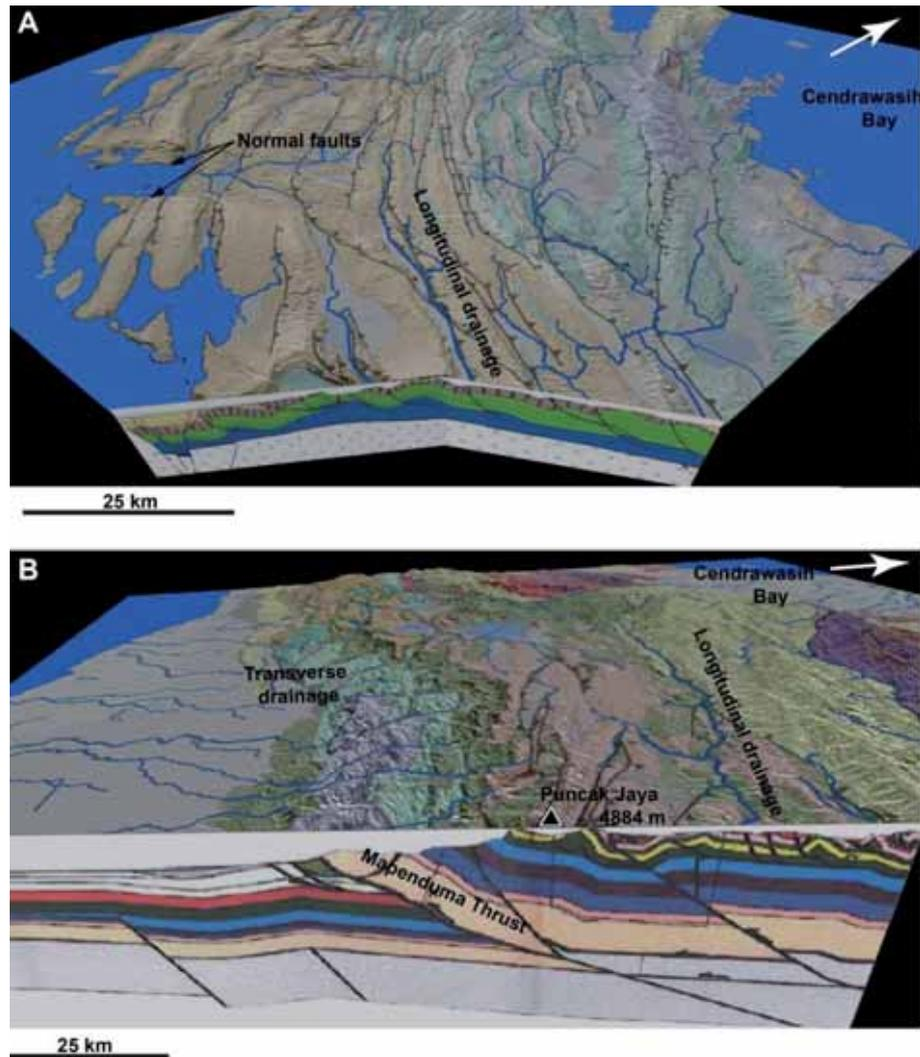 A
Cendrawasih
Bay
Normal faults
Longitudinal drainage
25 km
B
Cendrawasih
Bay
Transverse
drainage
Longitudinal drainage
Puncak Jaya
4884 m
Mapenduma Thrust
25 km